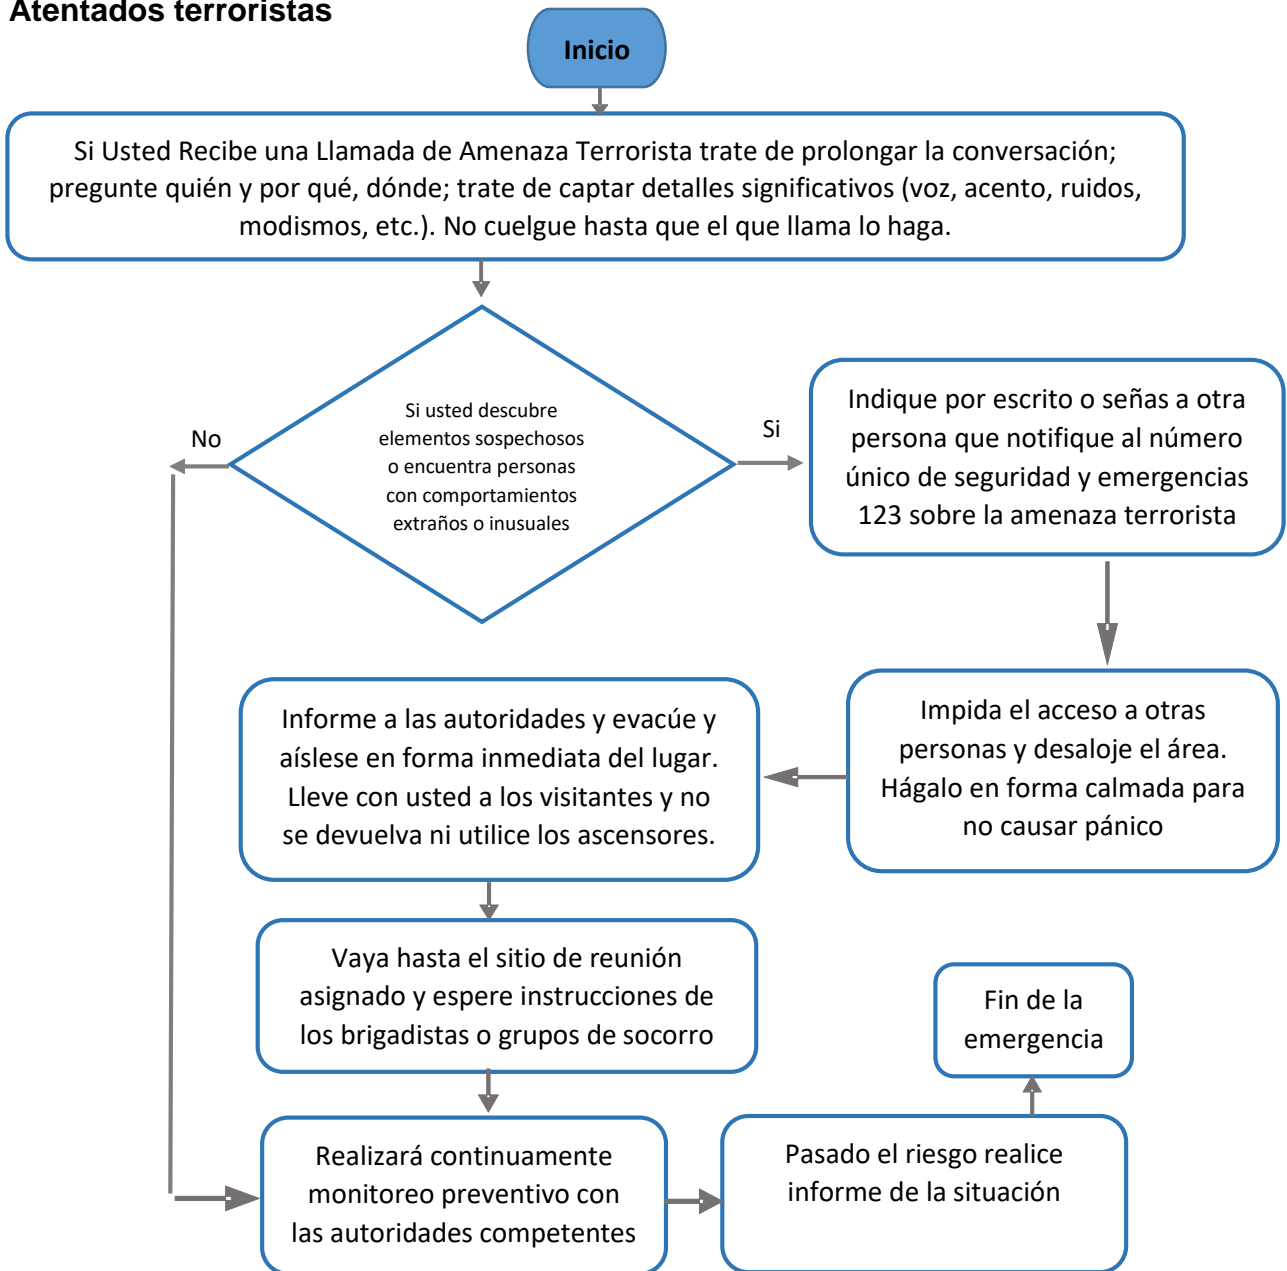 Atentados terroristas
Inicio
Si Usted Recibe una Llamada de Amenaza Terrorista trate de prolongar la conversación;
pregunte quién y por qué, dónde; trate de captar detalles significativos (voz, acento, ruidos,
modismos, etc.). No cuelgue hasta que el que llama lo haga.
Si usted descubre
elementos sospechosos
o encuentra personas
con comportamientos
extraños o inusuales
No
Si
Indique por escrito o señas a otra
persona que notifique al número
único de seguridad y emergencias
123 sobre la amenaza terrorista
Impida el acceso a otras
personas y desaloje el área.
Hágalo en forma calmada para
no causar pánico
Informe a las autoridades y evacúe y
aíslese en forma inmediata del lugar.
Lleve con usted a los visitantes y no
se devuelva ni utilice los ascensores.
Vaya hasta el sitio de reunión
asignado y espere instrucciones de
los brigadistas o grupos de socorro
Realizará continuamente
monitoreo preventivo con
las autoridades competentes
Pasado el riesgo realice
informe de la situación
Fin de la
emergencia